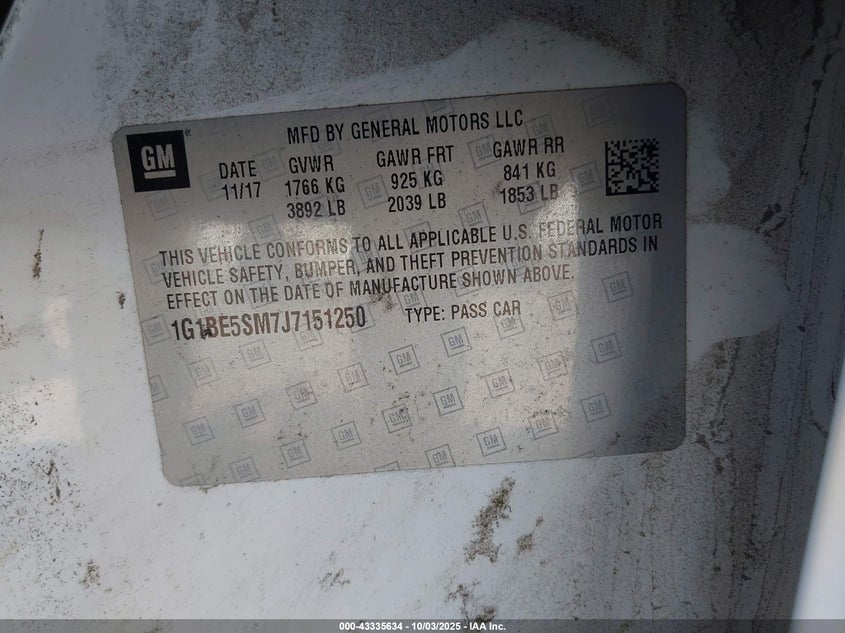 GM
MFD BY GENERAL MOTORS LLC
DATE GVWR GAWR FRT GAWR RR
11/17 1766 KG 925 KG 841 KG
3892 LB 2039 LB 1853 LB
THIS VEHICLE CONFORMS TO ALL APPLICABLE U.S. FEDERAL MOTOR
VEHICLE SAFETY, BUMPER, AND THEFT PREVENTION STANDARDS IN
EFFECT ON THE DATE OF MANUFACTURE SHOWN ABOVE.
1G1BE5SM7J7151250 TYPE: PASS CAR
000-43335634 - 10/03/2025 - IAA Inc.